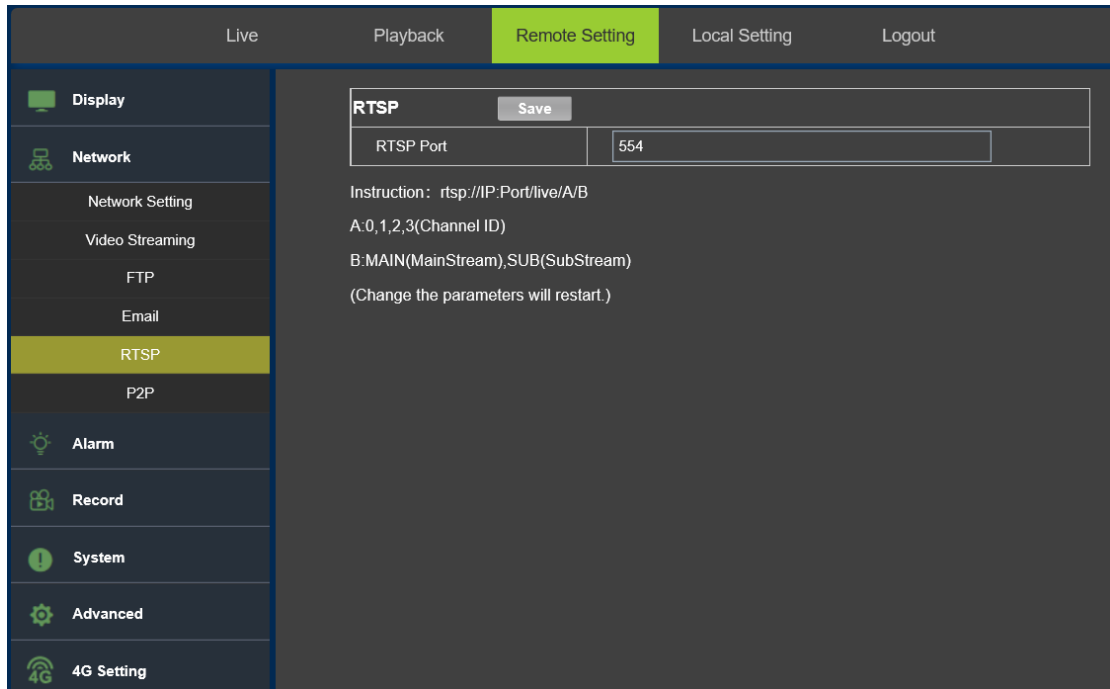 Live Playback Remote Setting Local Setting Logout
Display
Network
Network Setting
Video Streaming
FTP
Email
RTSP
P2P
Alarm
Record
System
Advanced
4G
4G Setting
RTSP Save
RTSP Port 554
Instruction：rtsp://IP:Port/live/A/B
A:0,1,2,3(Channel ID)
B:MAIN(MainStream),SUB(SubStream)
(Change the parameters will restart.)